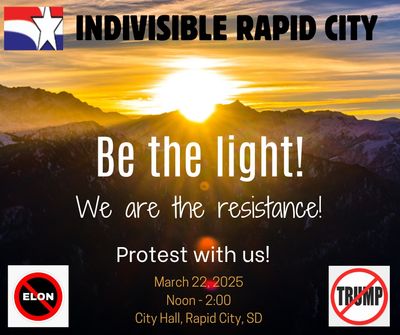 INDIVISIBLE RAPID CITY
Be the light!
We are the resistance!
Protest with us!
March 22, 2025
Noon - 2:00
City Hall, Rapid City, SD
ELON
TRUMP